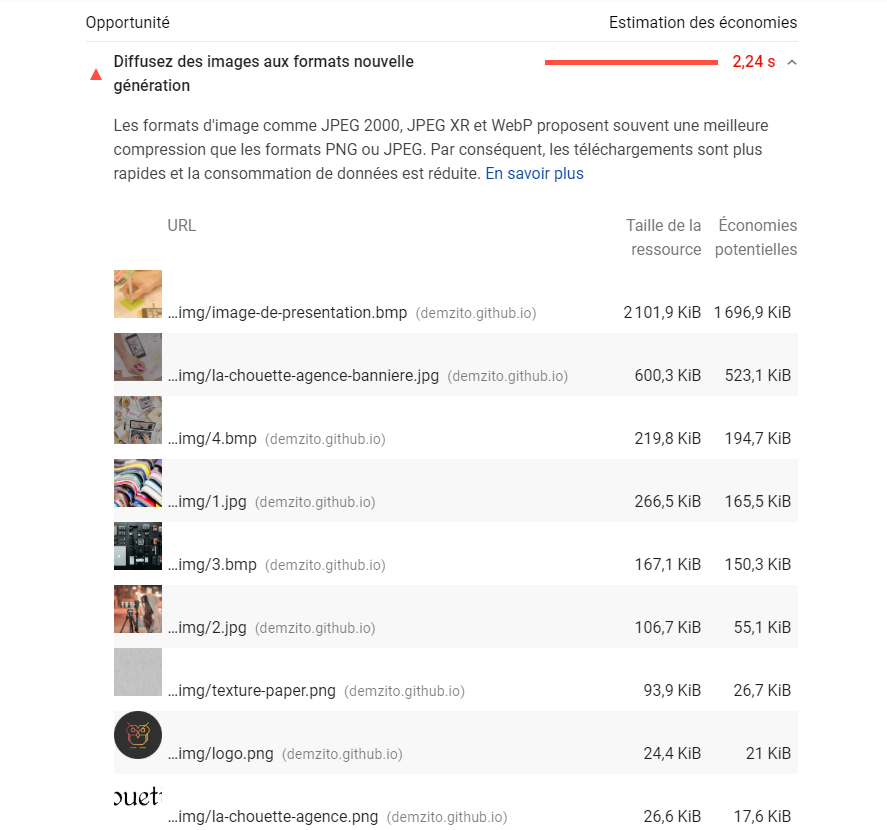 Opportunité Estimation des économies
Diffusez des images aux formats nouvelle
génération
2,24 s
Les formats d'image comme JPEG 2000, JPEG XR et WebP proposent souvent une meilleure
compression que les formats PNG ou JPEG. Par conséquent, les téléchargements sont plus
rapides et la consommation de données est réduite. En savoir plus
URL Taille de la ressource Économies potentielles
...img/image-de-presentation.bmp (demzito.github.io) 2 101,9 KiB 1 696,9 KiB
...img/la-chouette-agence-banniere.jpg (demzito.github.io) 600,3 KiB 523,1 KiB
...img/4.bmp (demzito.github.io) 219,8 KiB 194,7 KiB
...img/1.jpg (demzito.github.io) 266,5 KiB 165,5 KiB
...img/3.bmp (demzito.github.io) 167,1 KiB 150,3 KiB
...img/2.jpg (demzito.github.io) 106,7 KiB 55,1 KiB
...img/texture-paper.png (demzito.github.io) 93,9 KiB 26,7 KiB
...img/logo.png (demzito.github.io) 24,4 KiB 21 KiB
...img/la-chouette-agence.png (demzito.github.io) 26,6 KiB 17,6 KiB